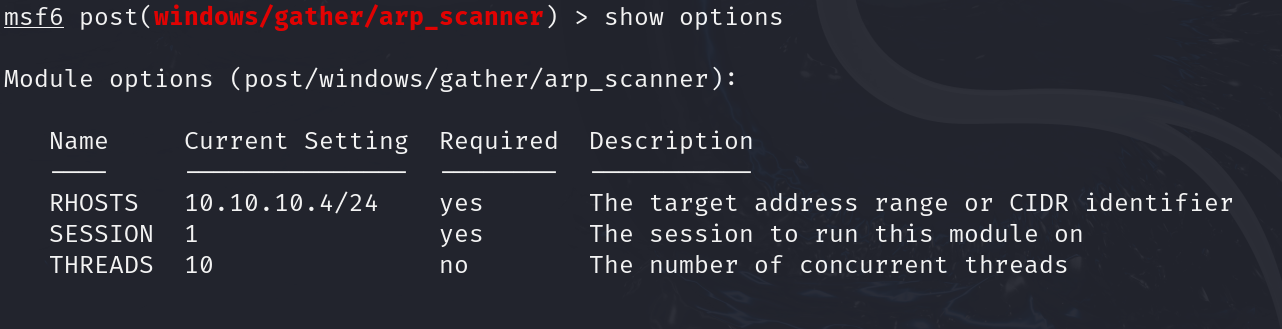 msf6 post(windows/gather/arp_scanner) > show options
Module options (post/windows/gather/arp_scanner):
Name Current Setting Required Description
RHOSTS 10.10.10.4/24 yes The target address range or CIDR identifier
SESSION 1 yes The session to run this module on
THREADS 10 no The number of concurrent threads